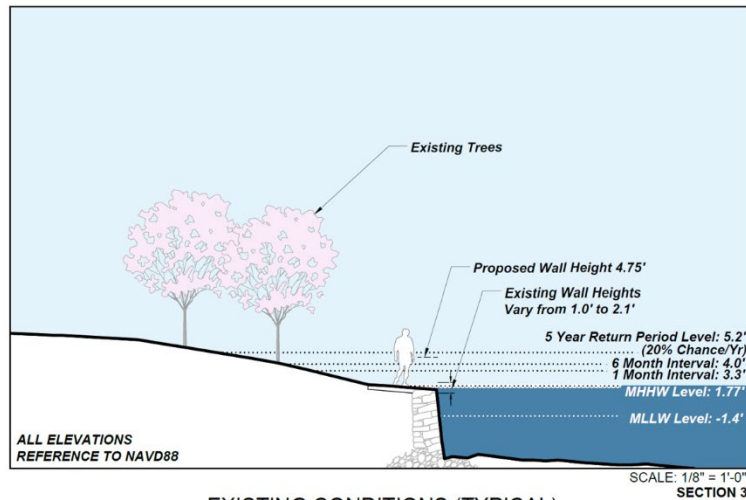 Existing Trees
Proposed Wall Height 4.75'
Existing Wall Heights
Vary from 1.0' to 2.1'
5 Year Return Period Level: 5.2'
(20% Chance/Yr)
6 Month Interval: 4.0'
1 Month Interval: 3.3'
MHHW Level: 1.77'
MLLW Level: -1.4'
ALL ELEVATIONS
REFERENCE TO NAVD88
SCALE: 1/8" = 1'-0"
SECTION 3
EXISTING CONDITIONS (TYPICAL)